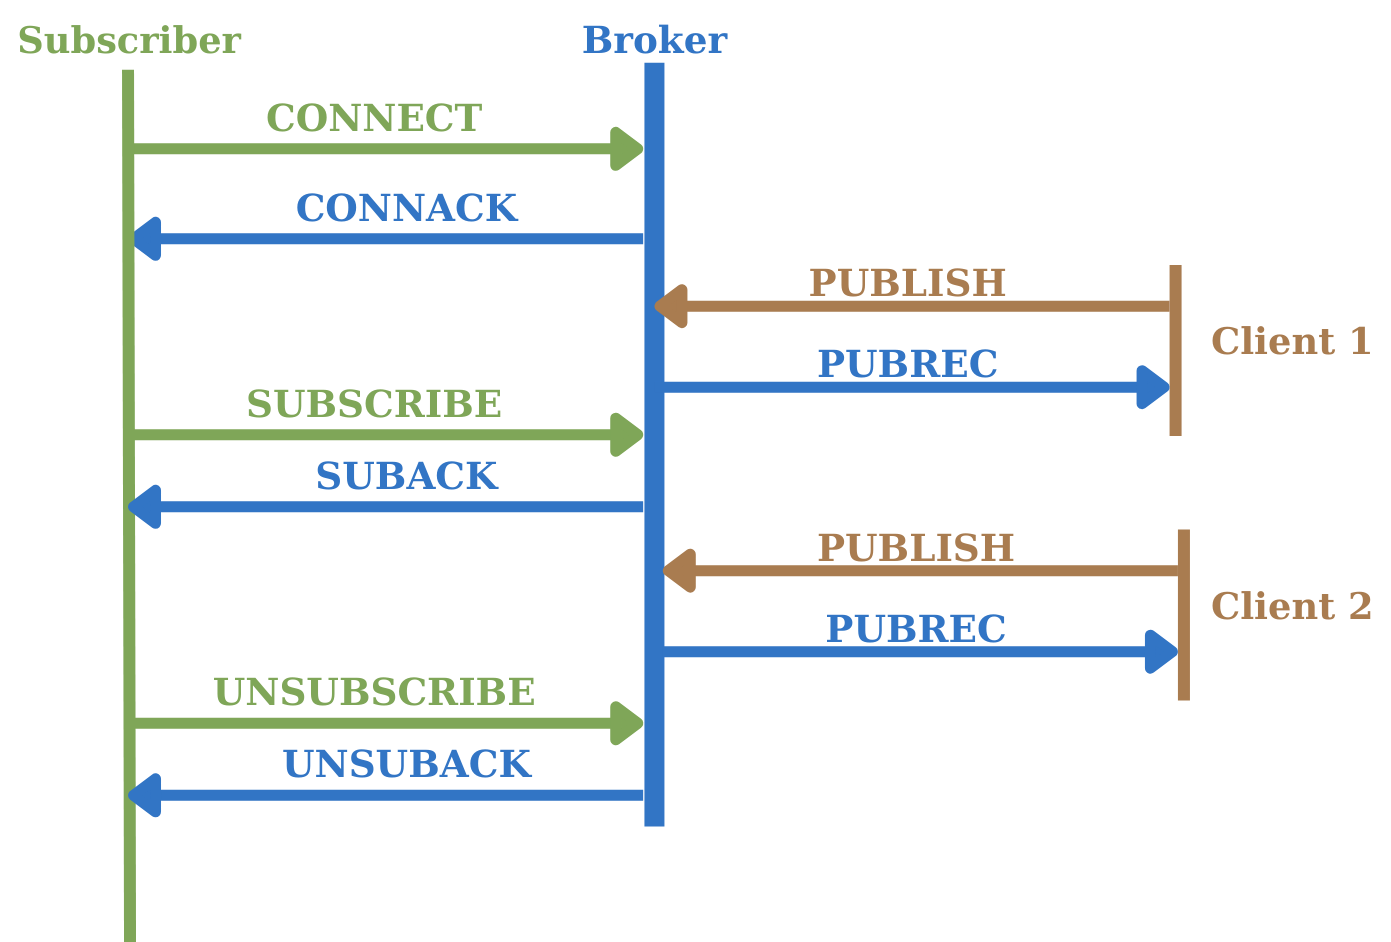 Subscriber
Broker
CONNECT
CONNACK
PUBLISH
Client 1
PUBREC
SUBSCRIBE
SUBACK
PUBLISH
Client 2
PUBREC
UNSUBSCRIBE
UNSUBACK